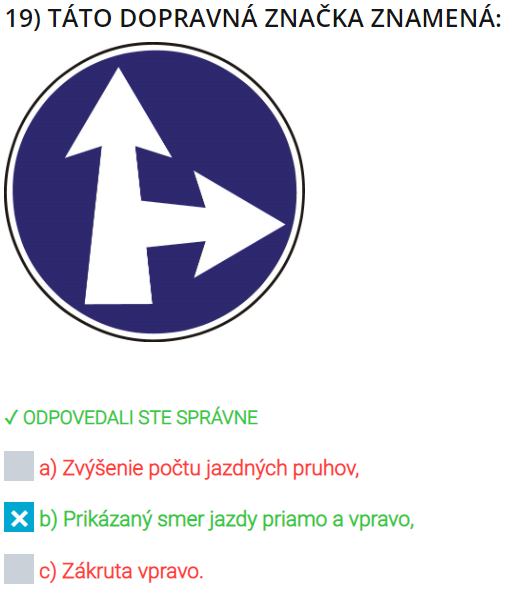 19) TÁTO DOPRAVNÁ ZNAČKA ZNAMENÁ:
✓ ODPOVEDALI STE SPRÁVNE
a) Zvýšenie počtu jazdných pruhov,
b) Prikázaný smer jazdy priamo a vpravo,
c) Zákruta vpravo.